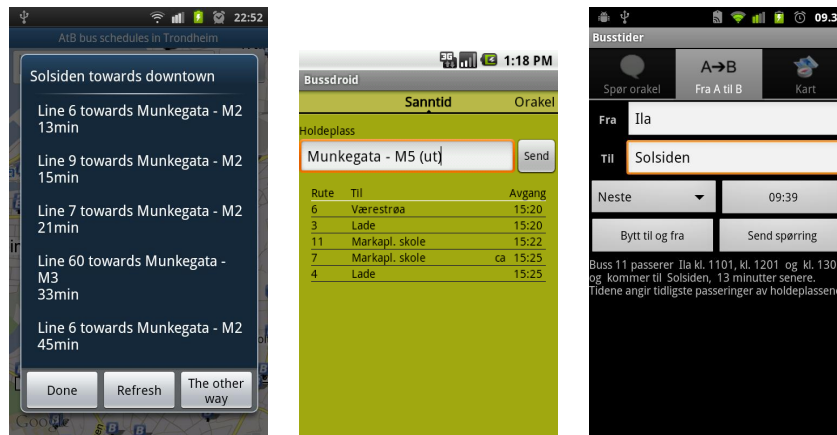 22:52
AtB bus schedules in Trondheim
Solsiden towards downtown
Line 6 towards Munkegata - M2
13min
Line 9 towards Munkegata - M2
15min
Line 7 towards Munkegata - M2
21min
Line 60 towards Munkegata -
M3
33min
Line 6 towards Munkegata - M2
45min
Done
Refresh
The other
way
Google
3G
1:18 PM
Bussdroid
Sanntid Orakel
Holdeplass
Munkegata - M5 (ut)
Send
Rute Til Avgang
6 Værestrøa 15:20
3 Lade 15:20
11 Markapl. skole 15:22
7 Markapl. skole ca 15:25
4 Lade 15:25
09.3
Busstider
A→B
Spør orakel Fra A til B Kart
Fra Ila
Til Solsiden
Neste 09:39
Bytt til og fra Send spørring
Buss 11 passerer Ila kl. 1101, kl. 1201 og kl. 130
og kommer til Solsiden, 13 minutter senere.
Tidene angir tidligste passeringer av holdeplassen